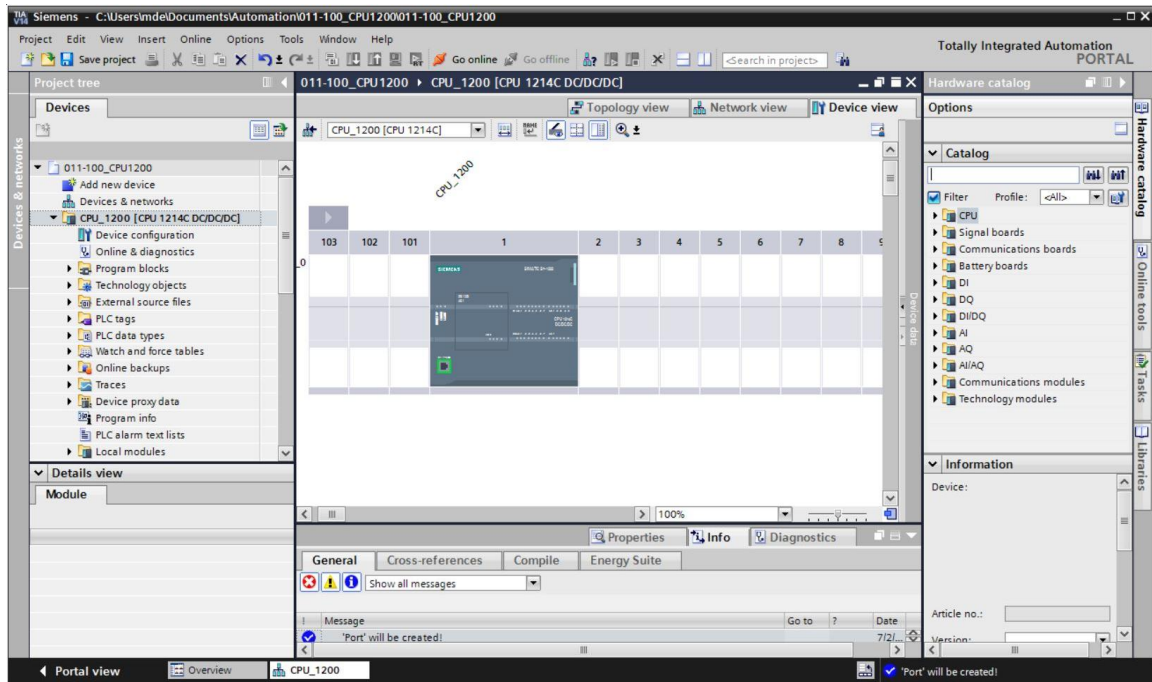 TIA V14 Siemens - C:\Users\mde\Documents\Automation\011-100_CPU1200\011-100_CPU1200
Project Edit View Insert Online Options Tools Window Help
Save project Go online Go offline <Search in project>
Totally Integrated Automation
PORTAL
Project tree
Devices
Devices & networks
011-100_CPU1200
Add new device
Devices & networks
CPU_1200 [CPU 1214C DC/DC/DC]
Device configuration
Online & diagnostics
Program blocks
Technology objects
External source files
PLC tags
PLC data types
Watch and force tables
Online backups
Traces
Device proxy data
Program info
PLC alarm text lists
Local modules
Details view
Module
011-100_CPU1200 CPU_1200 [CPU 1214C DC/DC/DC]
Topology view Network view Device view
CPU_1200 [CPU 1214C]
CPU_1200
103 102 101 1 2 3 4 5 6 7 8 9
_0
SIEMENS
Device data
100%
Properties Info Diagnostics
General Cross-references Compile Energy Suite
Show all messages
! Message Go to ? Date
'Port' will be created! 7/2/...
Hardware catalog
Options
Catalog
Filter Profile: <All>
CPU
Signal boards
Communications boards
Battery boards
DI
DQ
DI/DQ
AI
AQ
AI/AQ
Communications modules
Technology modules
Information
Device:
Article no.:
Version:
Hardware catalog
Online tools
Tasks
Libraries
Portal view Overview CPU_1200 'Port' will be created!